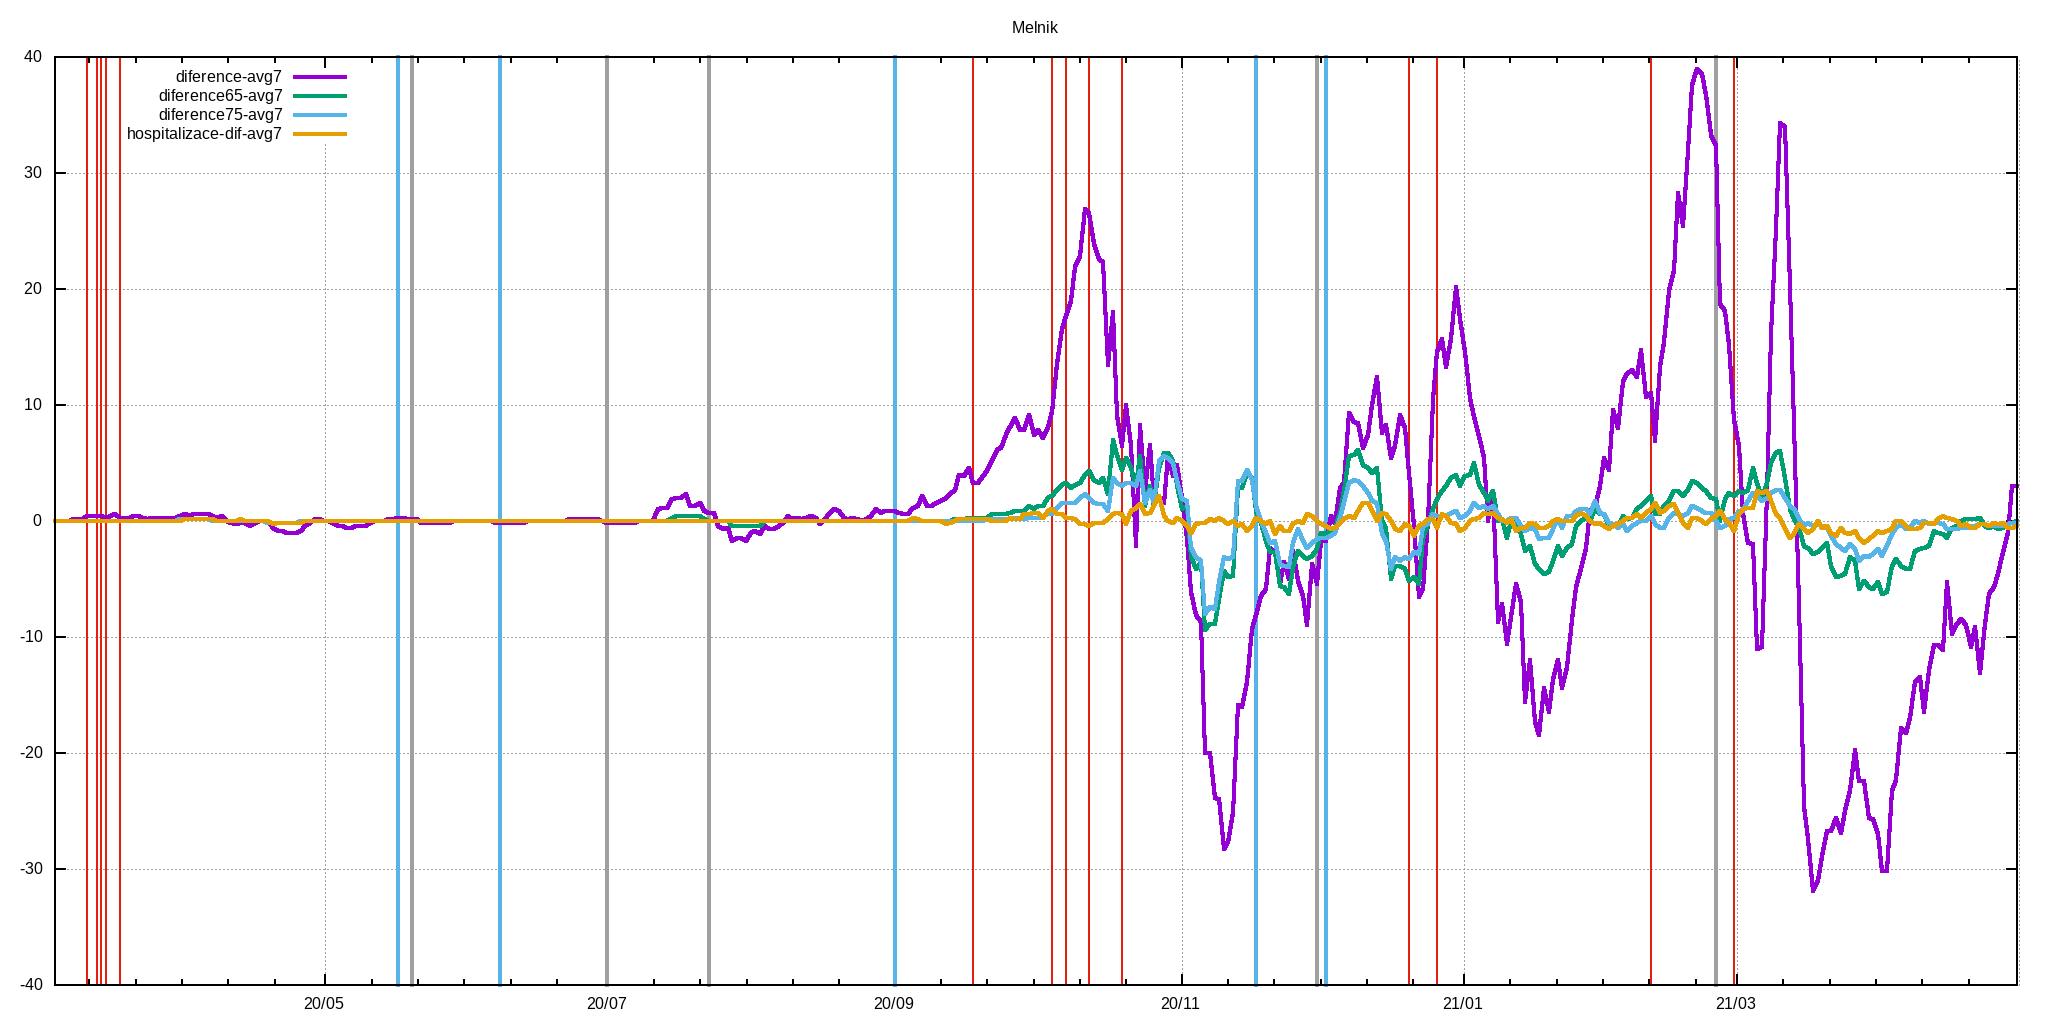 Melnik
40
diference-avg7
diference65-avg7
diference75-avg7
hospitalizace-dif-avg7
30
20
10
0
-10
-20
-30
-40
20/05 20/07 20/09 20/11 21/01 21/03